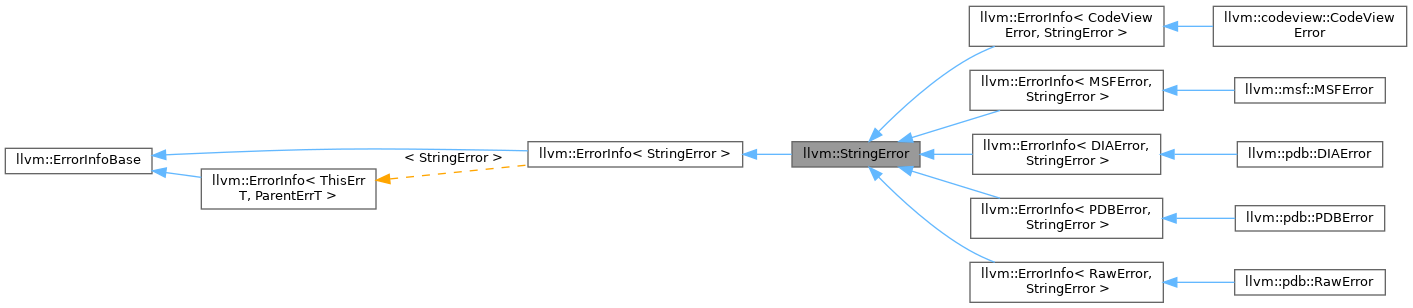 llvm::ErrorInfoBase
llvm::ErrorInfo< ThisErr
T, ParentErrT >
< StringError >
llvm::ErrorInfo< StringError >
llvm::StringError
llvm::ErrorInfo< CodeView
Error, StringError >
llvm::codeview::CodeView
Error
llvm::ErrorInfo< MSFError,
StringError >
llvm::msf::MSFError
llvm::ErrorInfo< DIAError,
StringError >
llvm::pdb::DIAError
llvm::ErrorInfo< PDBError,
StringError >
llvm::pdb::PDBError
llvm::ErrorInfo< RawError,
StringError >
llvm::pdb::RawError